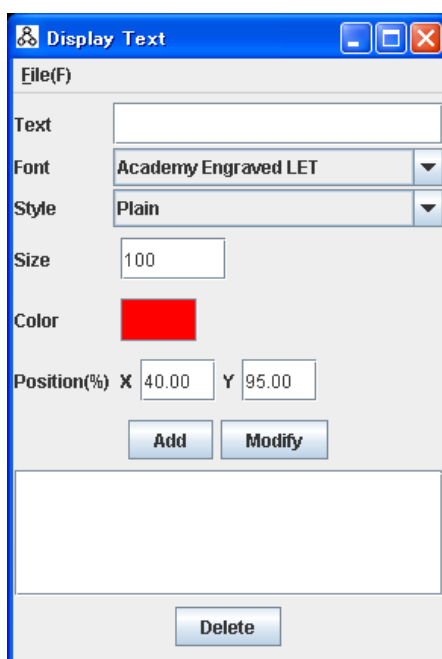 Display Text
File(F)
Text
Font Academy Engraved LET
Style Plain
Size 100
Color
Position(%) X 40.00 Y 95.00
Add Modify
Delete